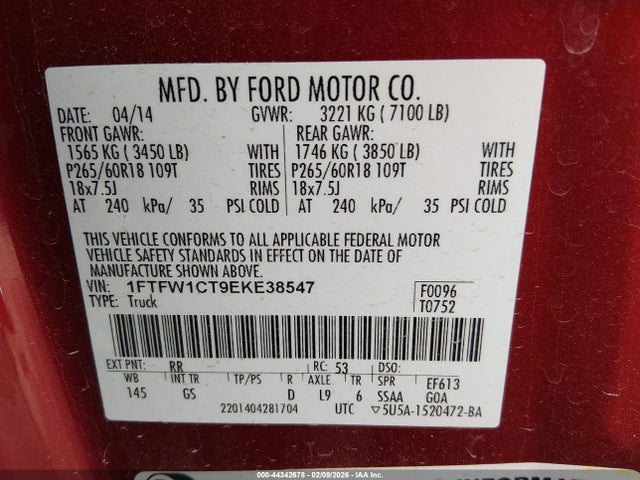 MFD. BY FORD MOTOR CO.
DATE: 04/14 GVWR: 3221 KG ( 7100 LB)
FRONT GAWR: REAR GAWR:
1565 KG (3450 LB) WITH 1746 KG ( 3850 LB) WITH
P265/60R18 109T TIRES P265/60R18 109T TIRES
18x7.5J RIMS 18x7.5J RIMS
AT 240 kPa/ 35 PSI COLD AT 240 kPa/ 35 PSI COLD
THIS VEHICLE CONFORMS TO ALL APPLICABLE FEDERAL MOTOR
VEHICLE SAFETY STANDARDS IN EFFECT ON THE DATE OF
MANUFACTURE SHOWN ABOVE.
VIN: 1FTFW1CT9EKE38547 F0096
TYPE: Truck T0752
EXT PNT: RR RC: 53 DSO:
WB INT TR TP/PS R AXLE TR SPR EF613
145 GS D L9 6 SSAA GOA
2201404281704 UTC ▽5U5A-1520472-BA
000-44342678 - 02/09/2026 - COPYRIGHT IAA, LLC.